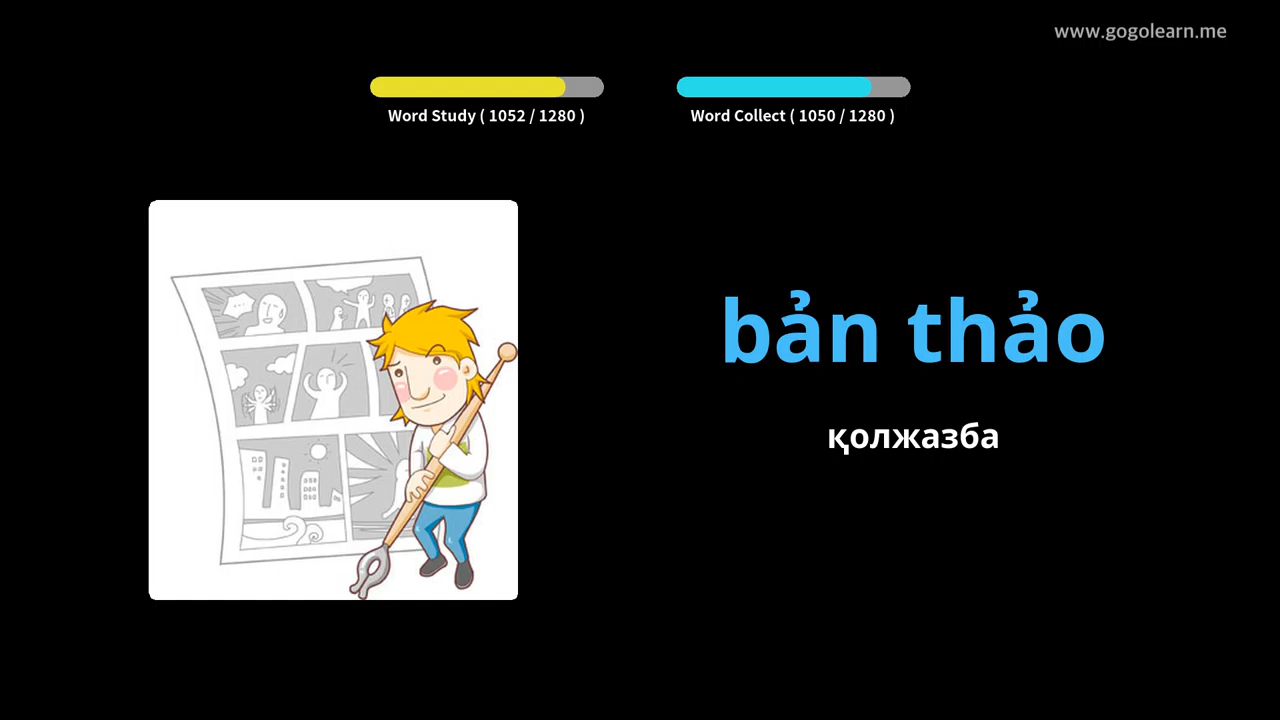 www.gogolearn.me
Word Study ( 1052 / 1280 )
Word Collect ( 1050 / 1280 )
bản thảo
қолжазба